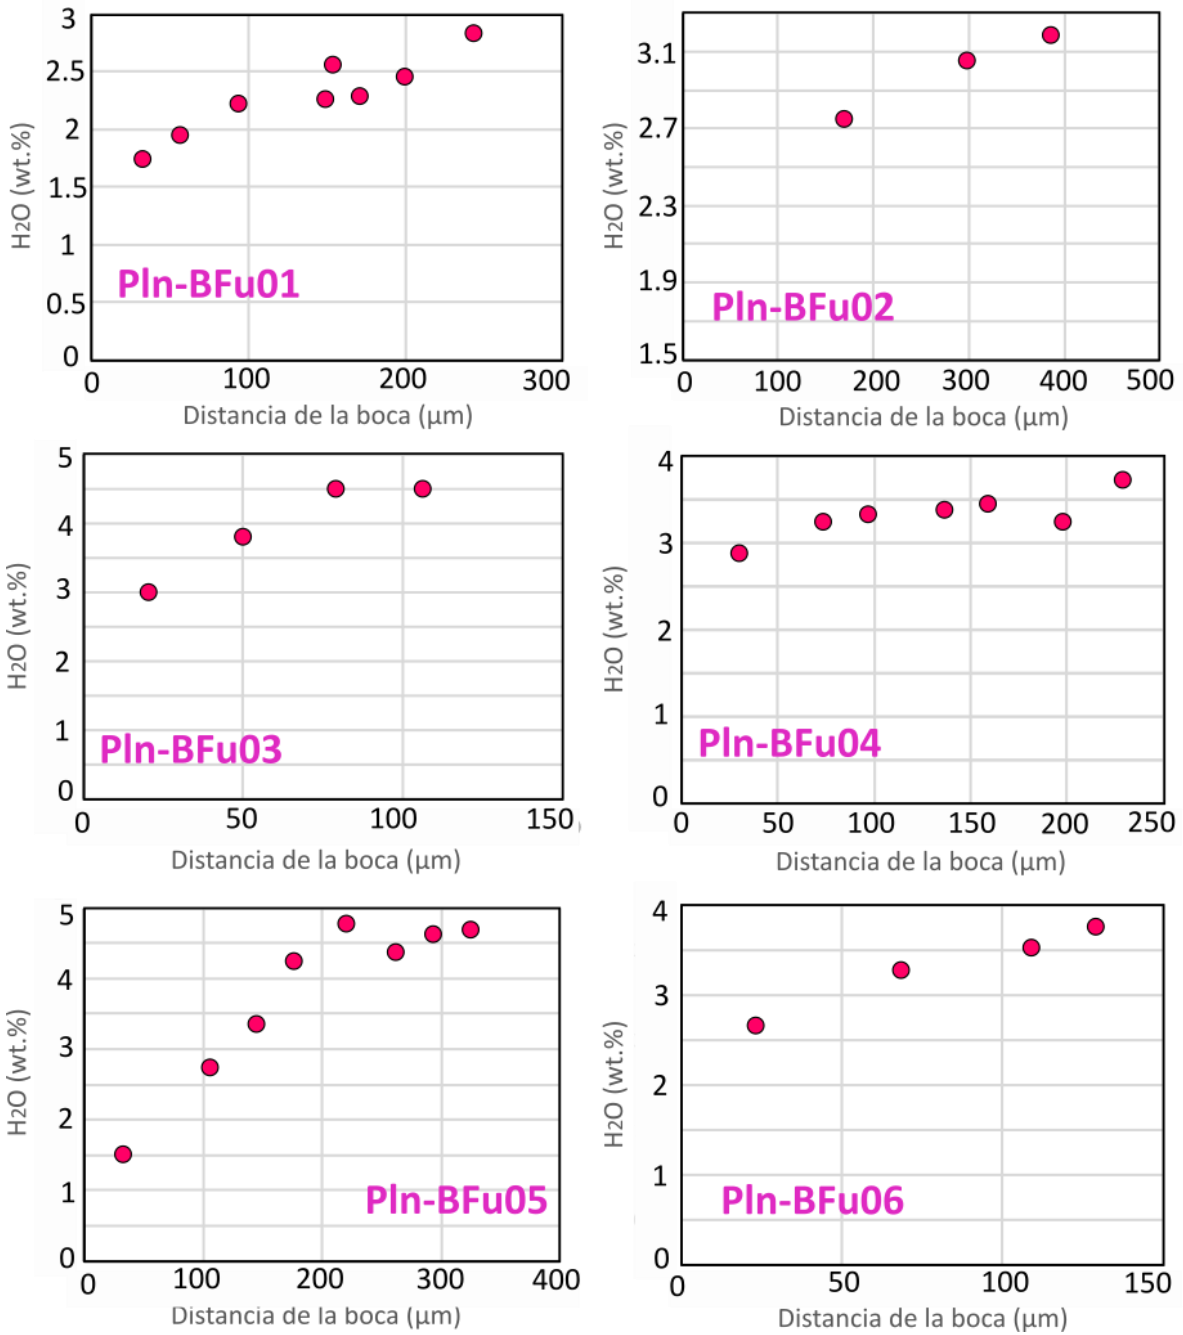 3
2.5
2
1.5
1
0.5
0
H2O (wt.%)
Pln-BFu01
0 100 200 300
Distancia de la boca (µm)
3.1
2.7
2.3
1.9
1.5
H2O (wt.%)
Pln-BFu02
0 100 200 300 400 500
Distancia de la boca (µm)
5
4
3
2
1
0
H2O (wt.%)
Pln-BFu03
0 50 100 150
Distancia de la boca (µm)
4
3
2
1
0
H2O (wt.%)
Pln-BFu04
0 50 100 150 200 250
Distancia de la boca (µm)
5
4
3
2
1
0
H2O (wt.%)
Pln-BFu05
0 100 200 300 400
Distancia de la boca (µm)
4
3
2
1
0
H2O (wt.%)
Pln-BFu06
0 50 100 150
Distancia de la boca (µm)